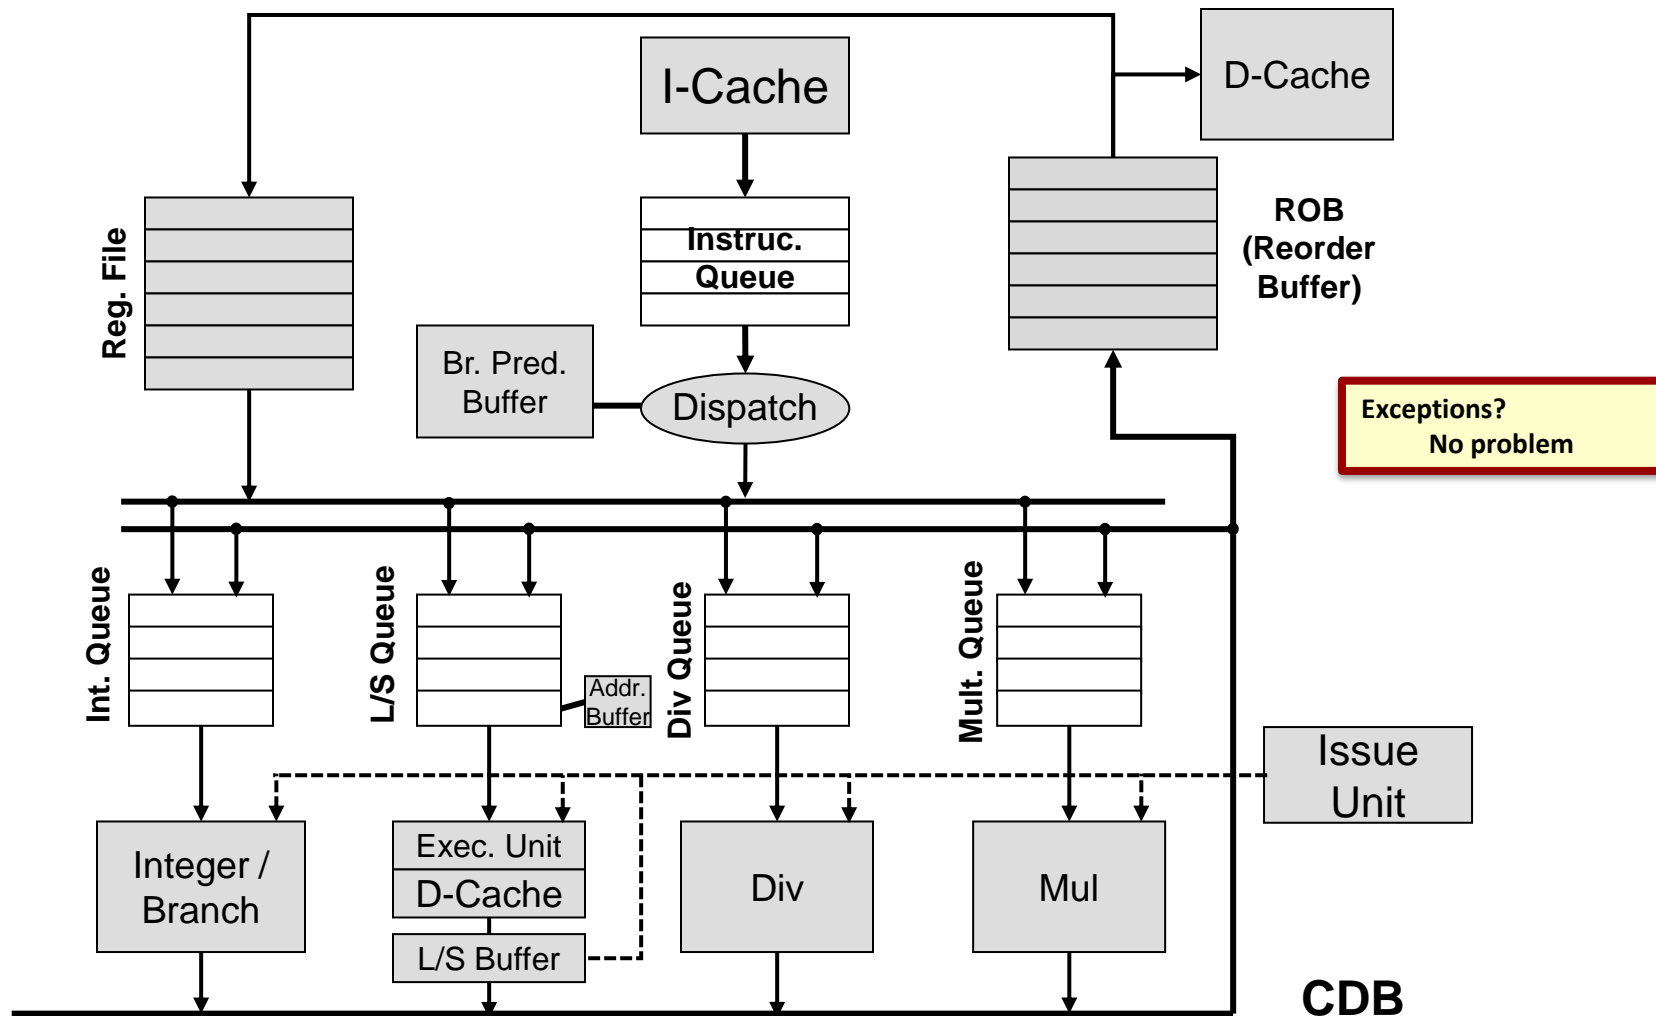 I-Cache
D-Cache
Reg. File
Instruc.
Queue
ROB
(Reorder
Buffer)
Br. Pred.
Buffer
Dispatch
Exceptions?
No problem
Int. Queue
L/S Queue
Addr.
Buffer
Div Queue
Mult. Queue
Issue
Unit
Integer /
Branch
Exec. Unit
D-Cache
L/S Buffer
Div
Mul
CDB